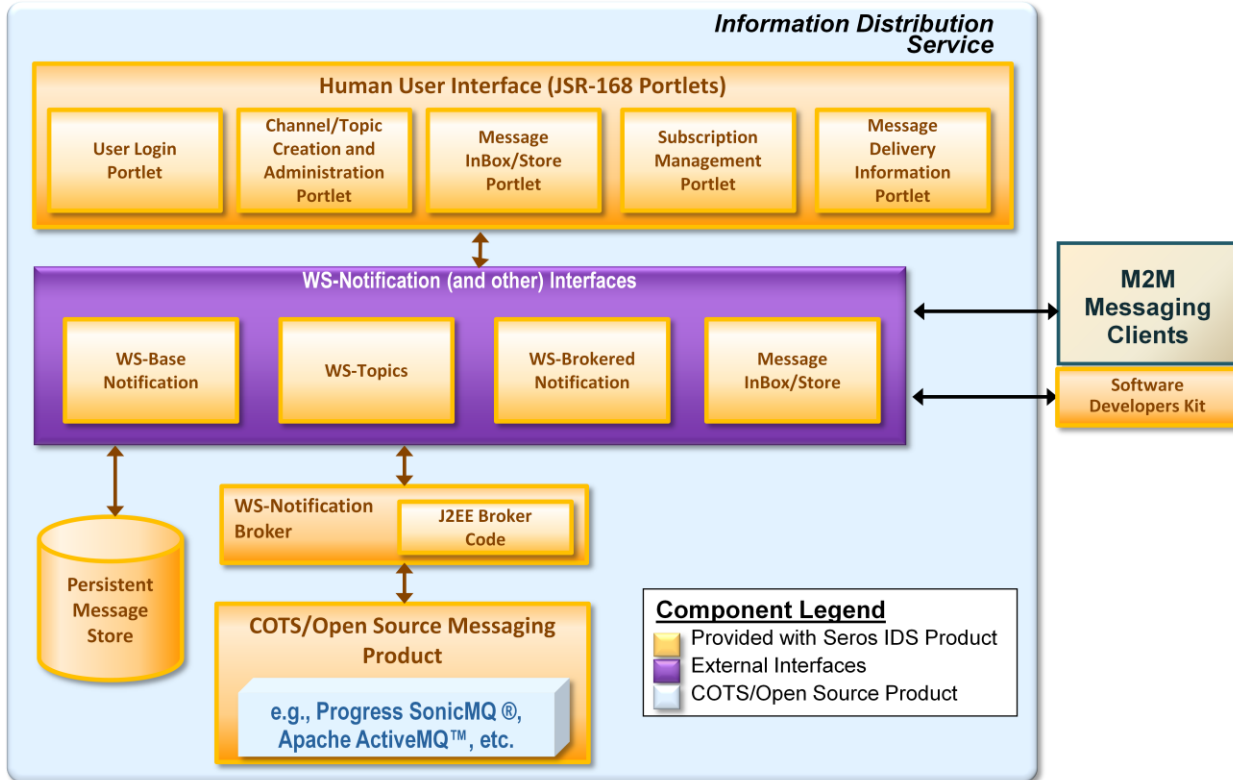 Information Distribution
Service
Human User Interface (JSR-168 Portlets)
User Login
Portlet
Channel/Topic
Creation and
Administration
Portlet
Message
InBox/Store
Portlet
Subscription
Management
Portlet
Message
Delivery
Information
Portlet
WS-Notification (and other) Interfaces
WS-Base
Notification
WS-Topics
WS-Brokered
Notification
Message
InBox/Store
M2M
Messaging
Clients
Software
Developers Kit
WS-Notification
Broker
J2EE Broker
Code
Persistent
Message
Store
COTS/Open Source Messaging
Product
e.g., Progress SonicMQ ®,
Apache ActiveMQ™, etc.
Component Legend
Provided with Seros IDS Product
External Interfaces
COTS/Open Source Product